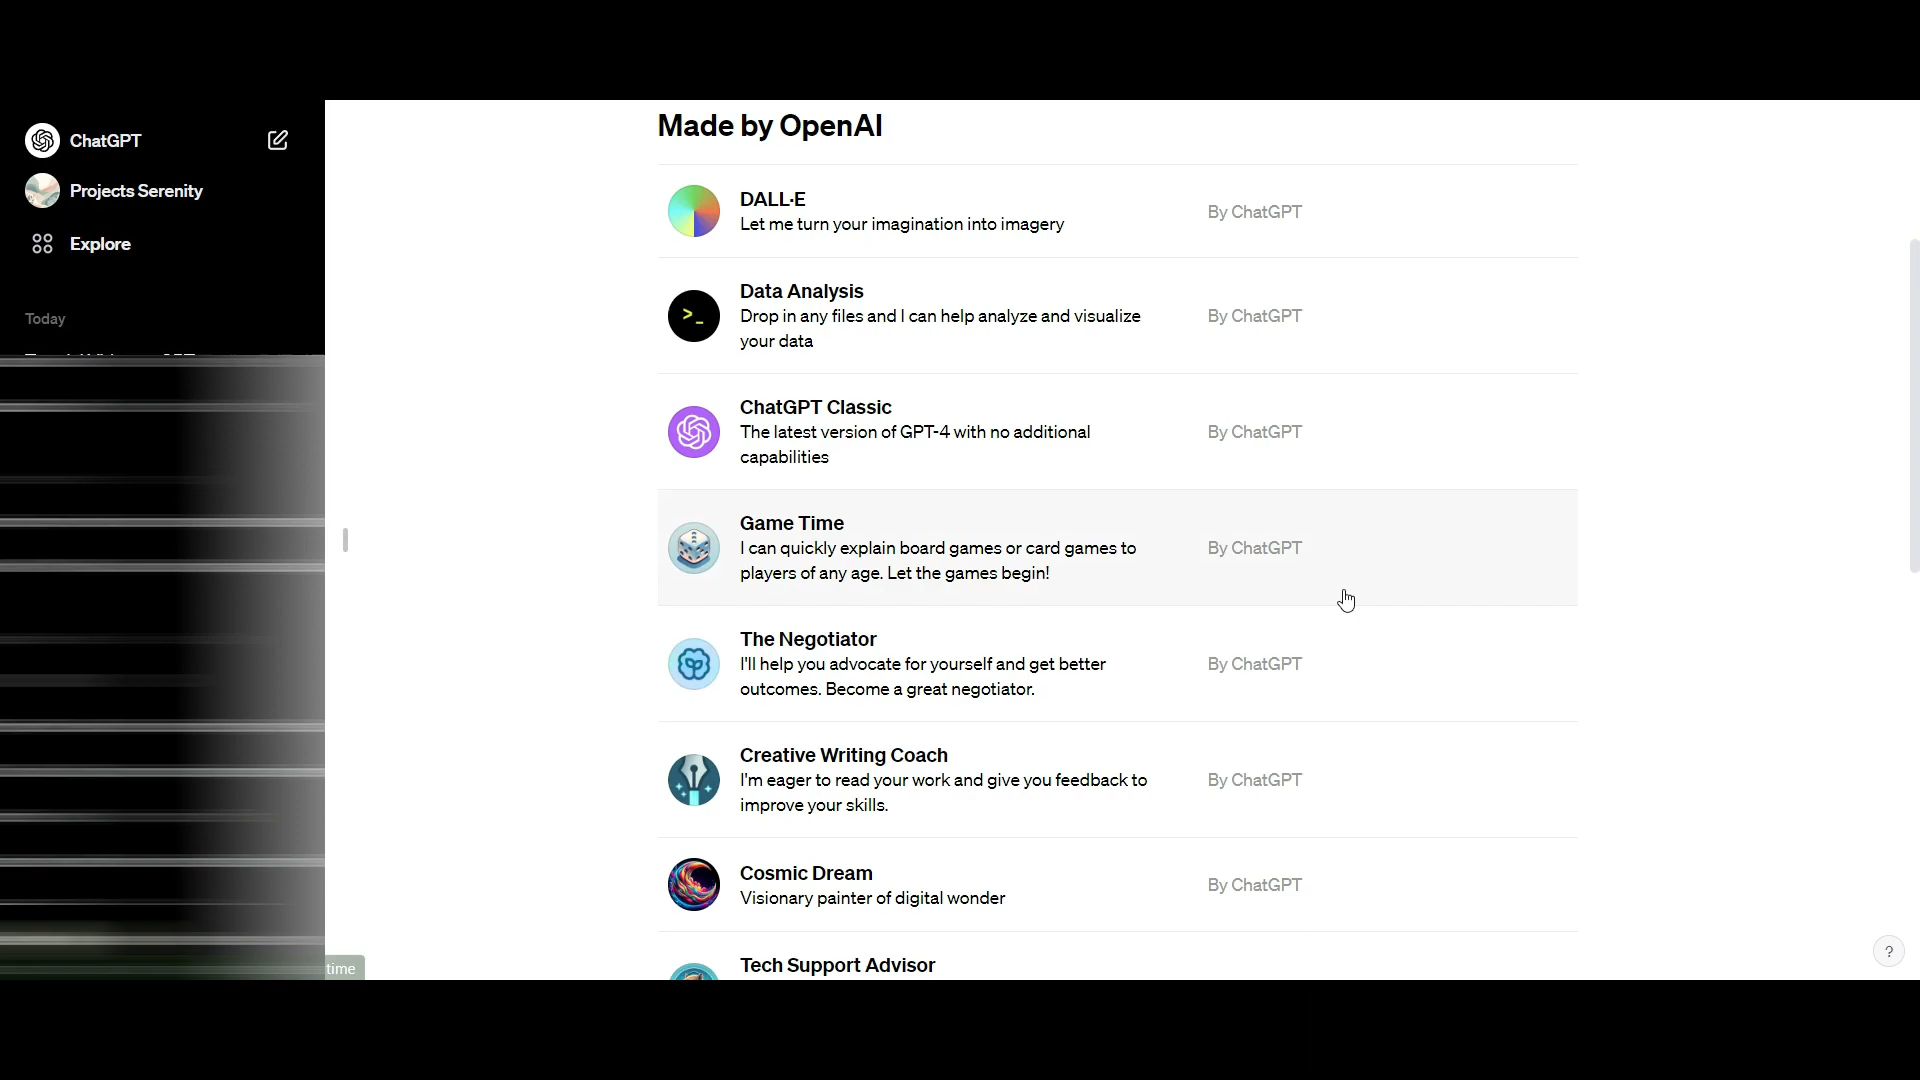 ChatGPT
Projects Serenity
Explore
Today
Made by OpenAI
DALL·E
Let me turn your imagination into imagery
By ChatGPT
Data Analysis
Drop in any files and I can help analyze and visualize
your data
By ChatGPT
ChatGPT Classic
The latest version of GPT-4 with no additional
capabilities
By ChatGPT
Game Time
I can quickly explain board games or card games to
players of any age. Let the games begin!
By ChatGPT
The Negotiator
I'll help you advocate for yourself and get better
outcomes. Become a great negotiator.
By ChatGPT
Creative Writing Coach
I'm eager to read your work and give you feedback to
improve your skills.
By ChatGPT
Cosmic Dream
Visionary painter of digital wonder
By ChatGPT
Tech Support Advisor
time
?